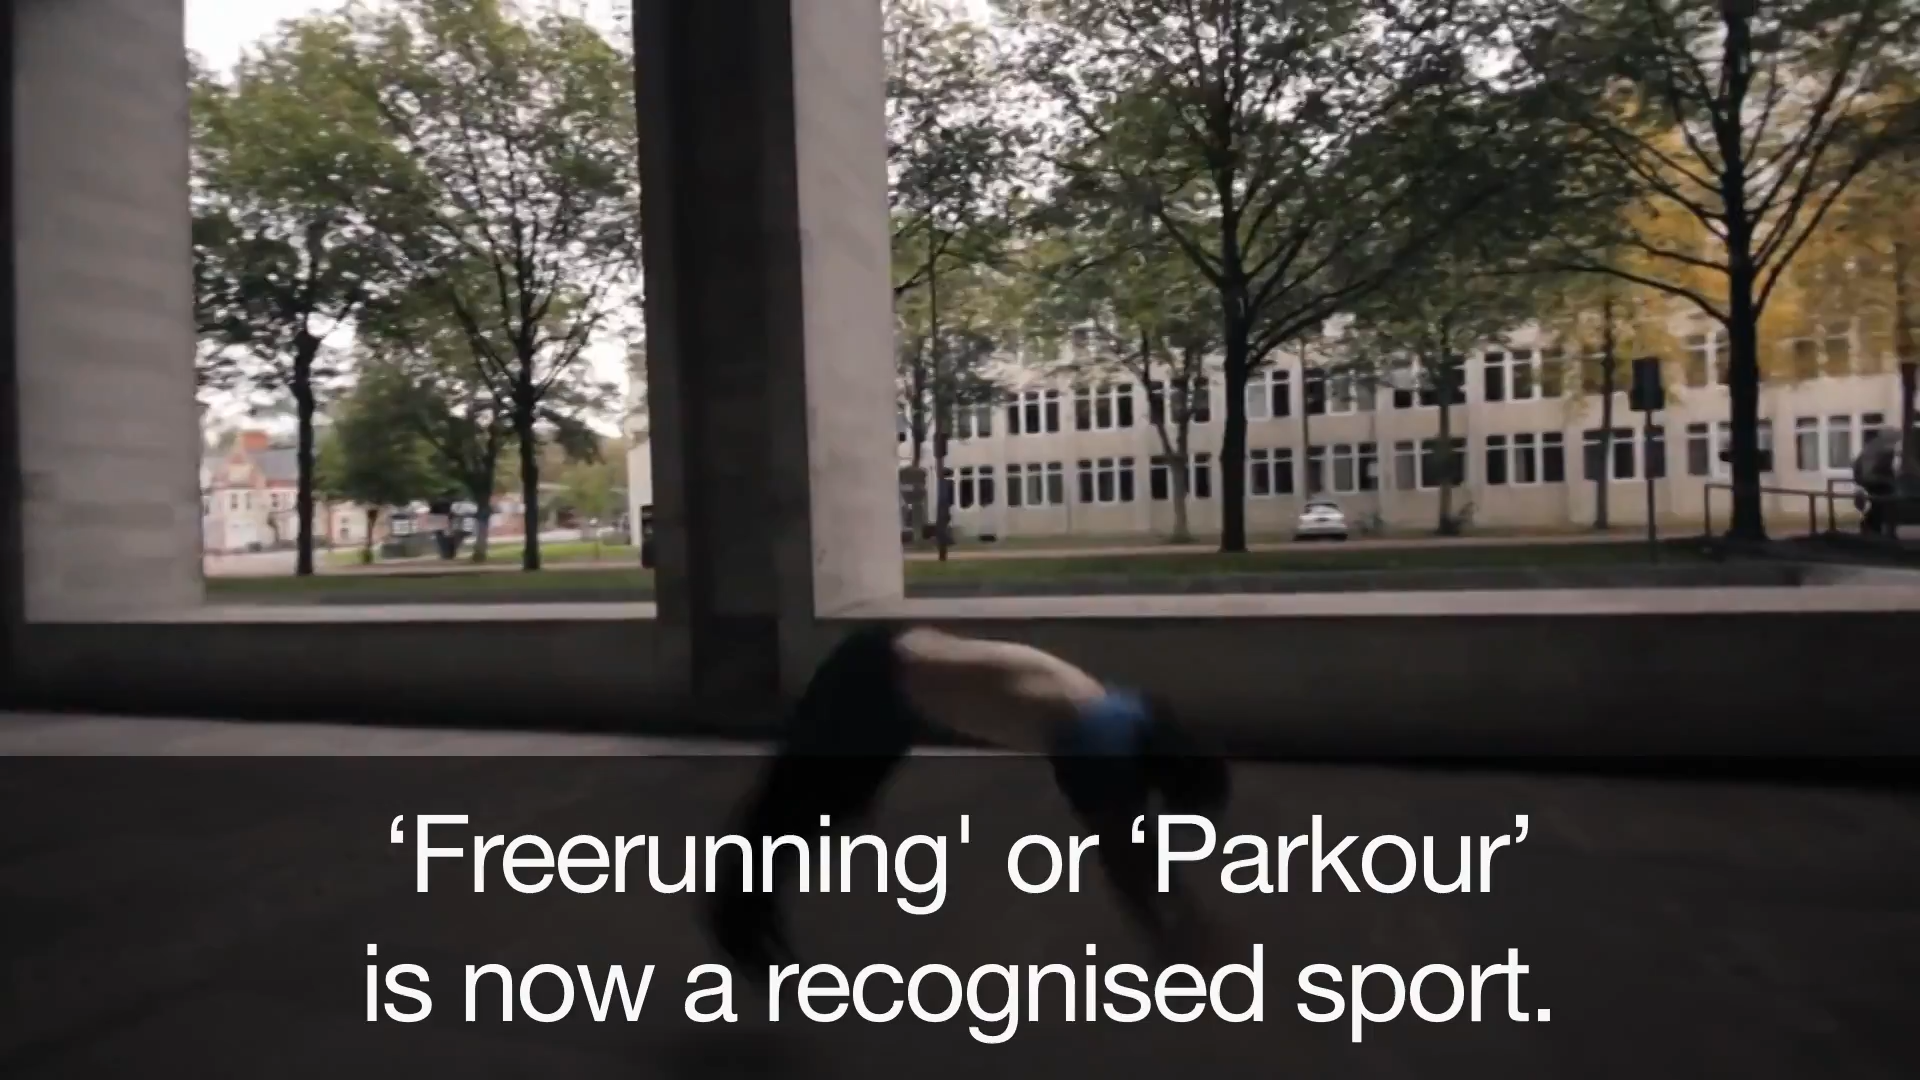 ‘Freerunning' or ‘Parkour’
is now a recognised sport.